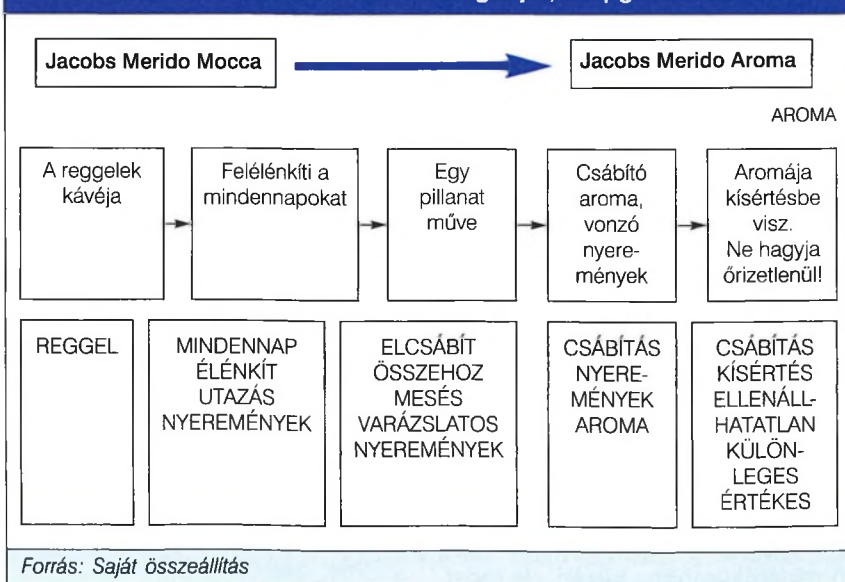 Jacobs Merido Mocca
Jacobs Merido Aroma
AROMA
A reggelek
kávéja
Felélénkíti a
mindennapokat
Egy
pillanat
műve
Csábító
aroma,
vonzó
nyere-
mények
Aromája
kísértésbe
visz.
Ne hagyja
őrizetlenül!
REGGEL
MINDENNAP
ÉLÉNKÍT
UTAZÁS
NYEREMÉNYEK
ELCSÁBÍT
ÖSSZEHOZ
MESÉS
VARÁZSLATOS
NYEREMÉNYEK
CSÁBÍTÁS
NYERE-
MÉNYEK
AROMA
CSÁBÍTÁS
KÍSÉRTÉS
ELLENÁLL-
HATATLAN
KÜLÖN-
LEGES
ÉRTÉKES
Forrás: Saját összeállítás